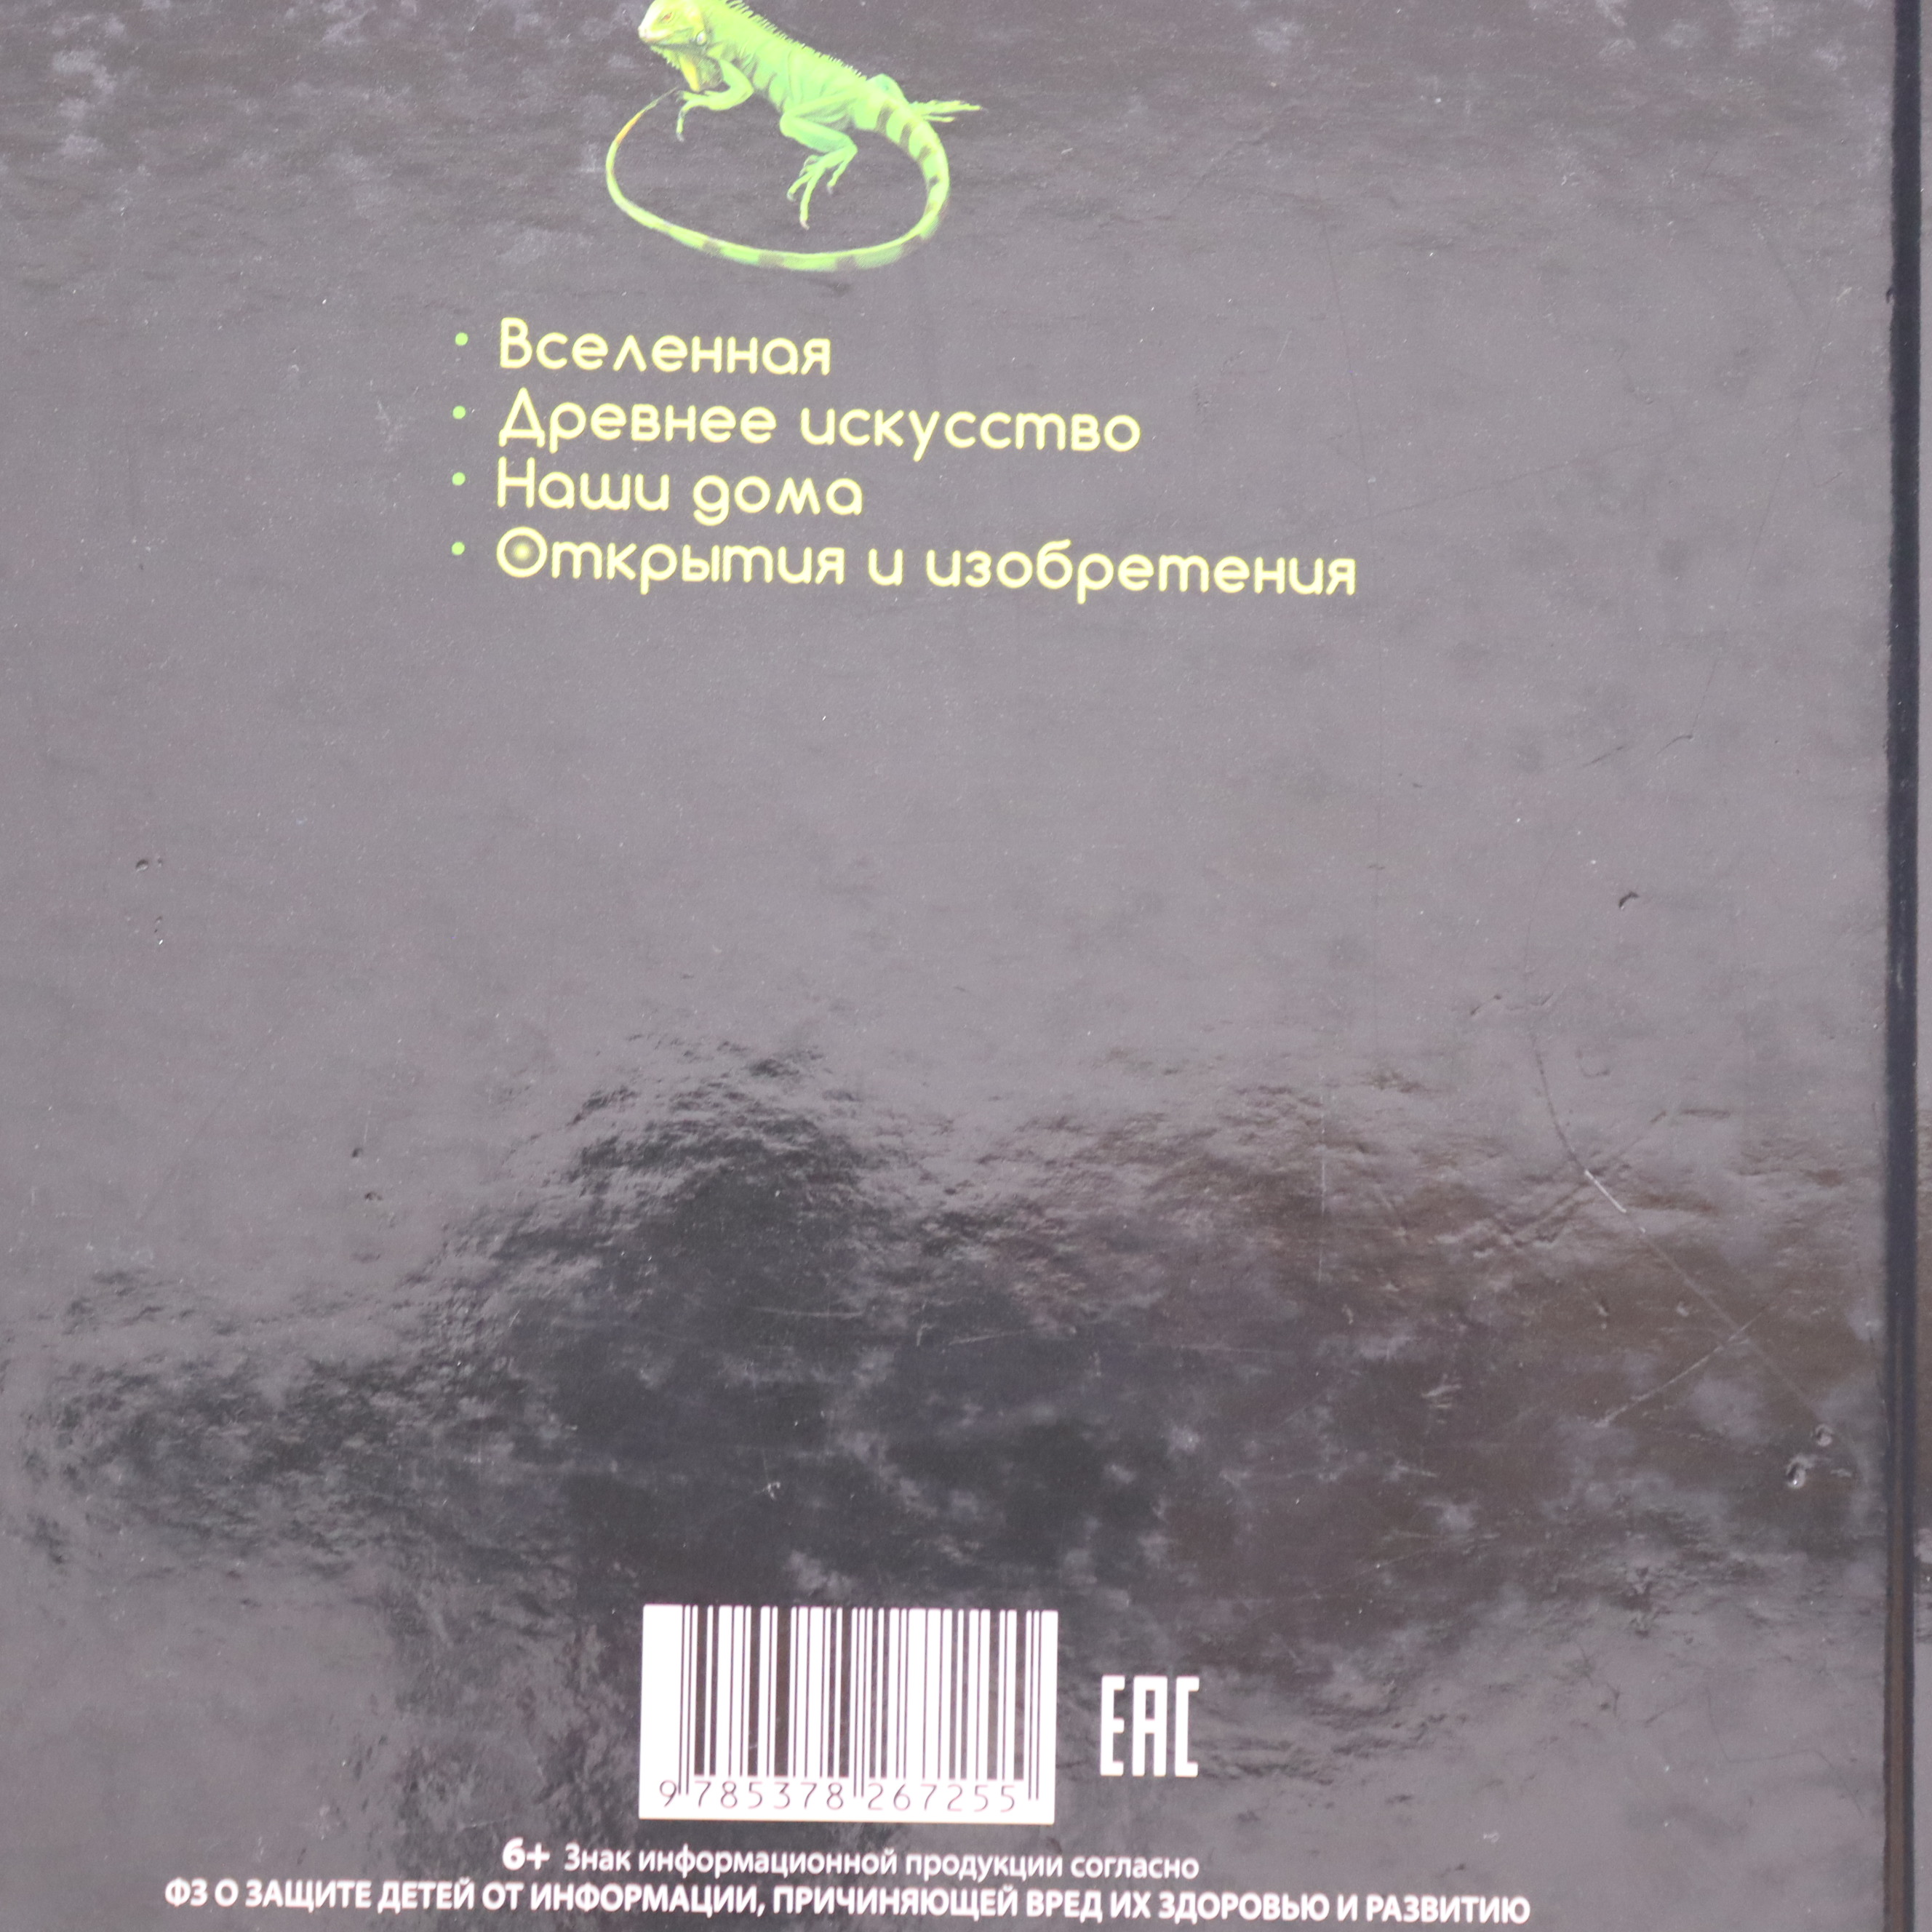 • Вселенная
• Древнее искусство
• Наши дома
• Открытия и изобретения
9 785378 267255
ЕАС
6+ Знак информационной продукции согласно
ФЗ О ЗАЩИТЕ ДЕТЕЙ ОТ ИНФОРМАЦИИ, ПРИЧИНЯЮЩЕЙ ВРЕД ИХ ЗДОРОВЬЮ И РАЗВИТИЮ